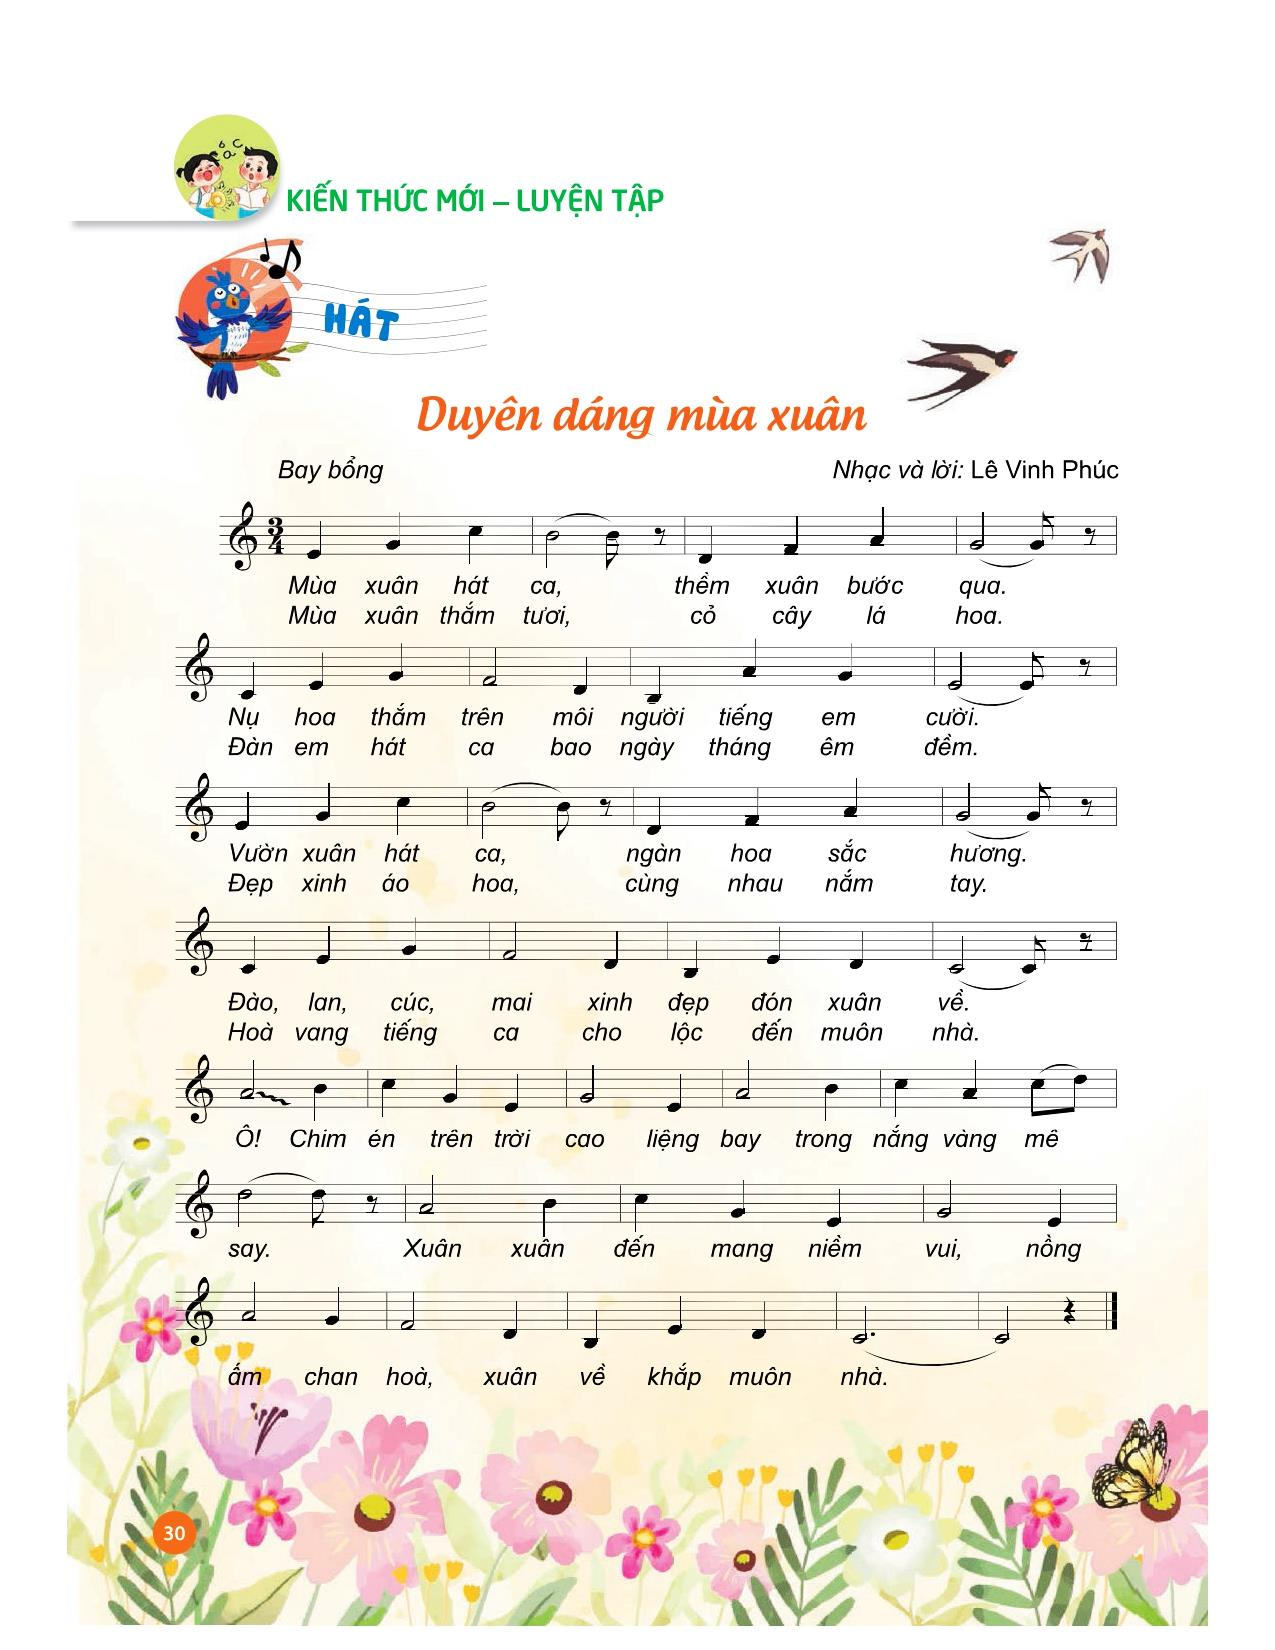 KIẾN THỨC MỚI – LUYỆN TẬP
HÁT
Duyên dáng mùa xuân
Bay bổng
Nhạc và lời: Lê Vinh Phúc
Mùa xuân hát ca, thềm xuân bước qua.
Mùa xuân thắm tươi, cỏ cây lá hoa.
Nụ hoa thắm trên môi người tiếng em cười.
Đàn em hát ca bao ngày tháng êm đềm.
Vườn xuân hát ca, ngàn hoa sắc hương.
Đẹp xinh áo hoa, cùng nhau nắm tay.
Đào, lan, cúc, mai xinh đẹp đón xuân về.
Hoà vang tiếng ca cho lộc đến muôn nhà.
Ô! Chim én trên trời cao liệng bay trong nắng vàng mê
say. Xuân xuân đến mang niềm vui, nồng
ấm chan hoà, xuân về khắp muôn nhà.
30